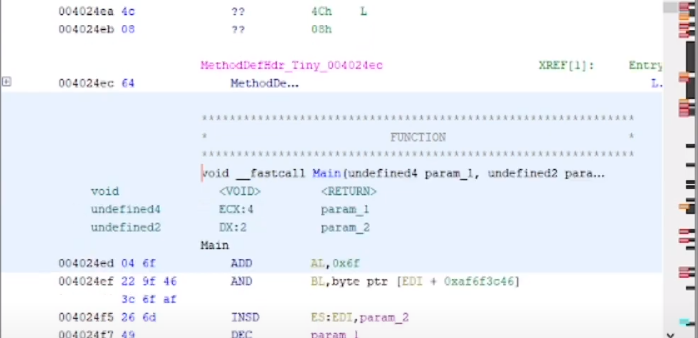 004024ea 4c ?? 4Ch L
004024eb 08 ?? 08h
MethodDefHdr_Tiny_004024ec XREF[1]: Entry
004024ec 64 MethodDe... L.
************************************************************
* FUNCTION *
************************************************************
void __fastcall Main(undefined4 param_1, undefined2 para...
void <VOID> <RETURN>
undefined4 ECX:4 param_1
undefined2 DX:2 param_2
Main
004024ed 04 6f ADD AL,0x6f
004024ef 22 9f 46 AND BL,byte ptr [EDI + 0xaf6f3c46]
3c 6f af
004024f5 26 6d INSD ES:EDI,param_2
004024f7 49 DEC param_1